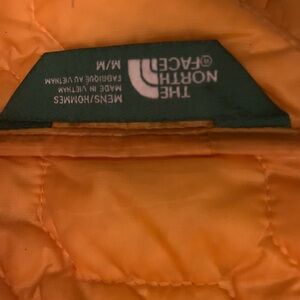 THE
NORTH
FACE®
MENS/HOMMES
MADE IN VIETNAM
FABRIQUÉ AU VIETNAM
M/M